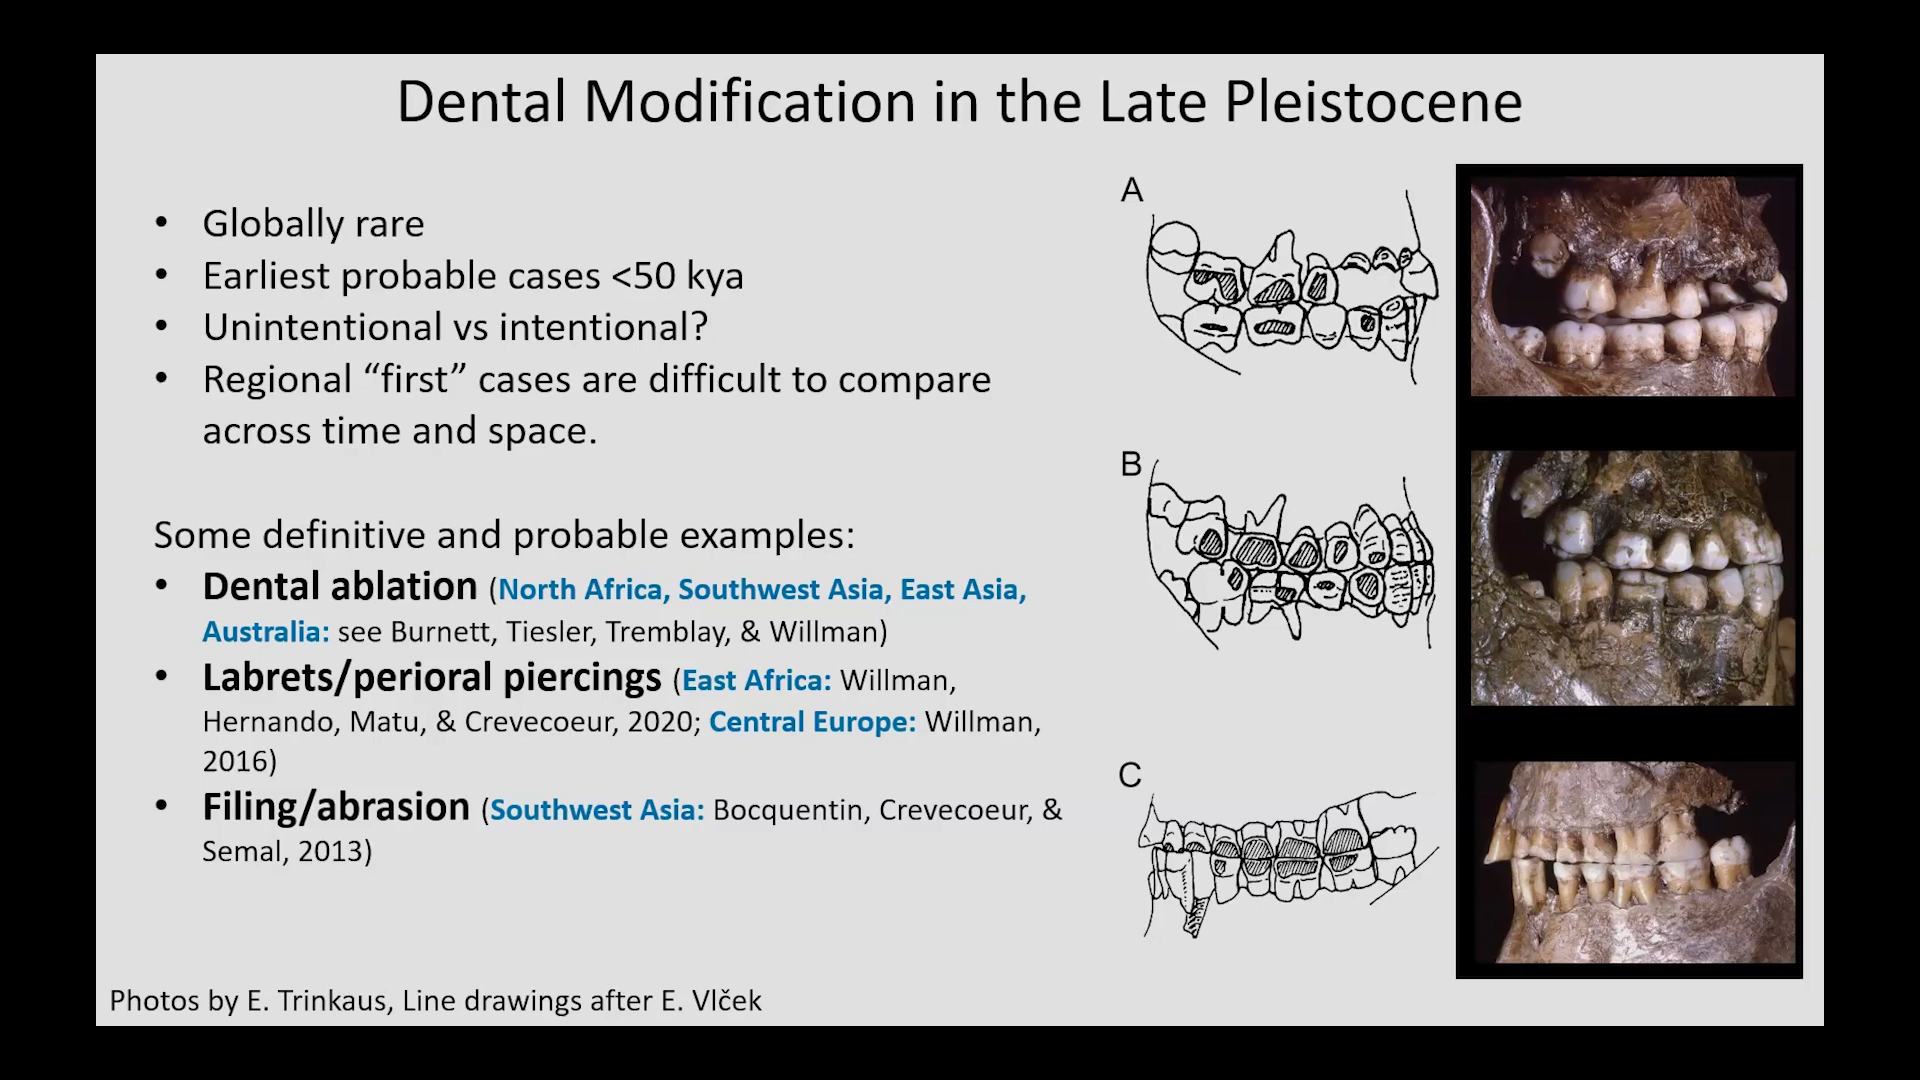 Dental Modification in the Late Pleistocene
• Globally rare
• Earliest probable cases <50 kya
• Unintentional vs intentional?
• Regional “first” cases are difficult to compare
across time and space.
Some definitive and probable examples:
• Dental ablation (North Africa, Southwest Asia, East Asia,
Australia: see Burnett, Tiesler, Tremblay, & Willman)
• Labrets/perioral piercings (East Africa: Willman,
Hernando, Matu, & Crevecoeur, 2020; Central Europe: Willman,
2016)
• Filing/abrasion (Southwest Asia: Bocquentin, Crevecoeur, &
Semal, 2013)
A
B
C
Photos by E. Trinkaus, Line drawings after E. Vlček